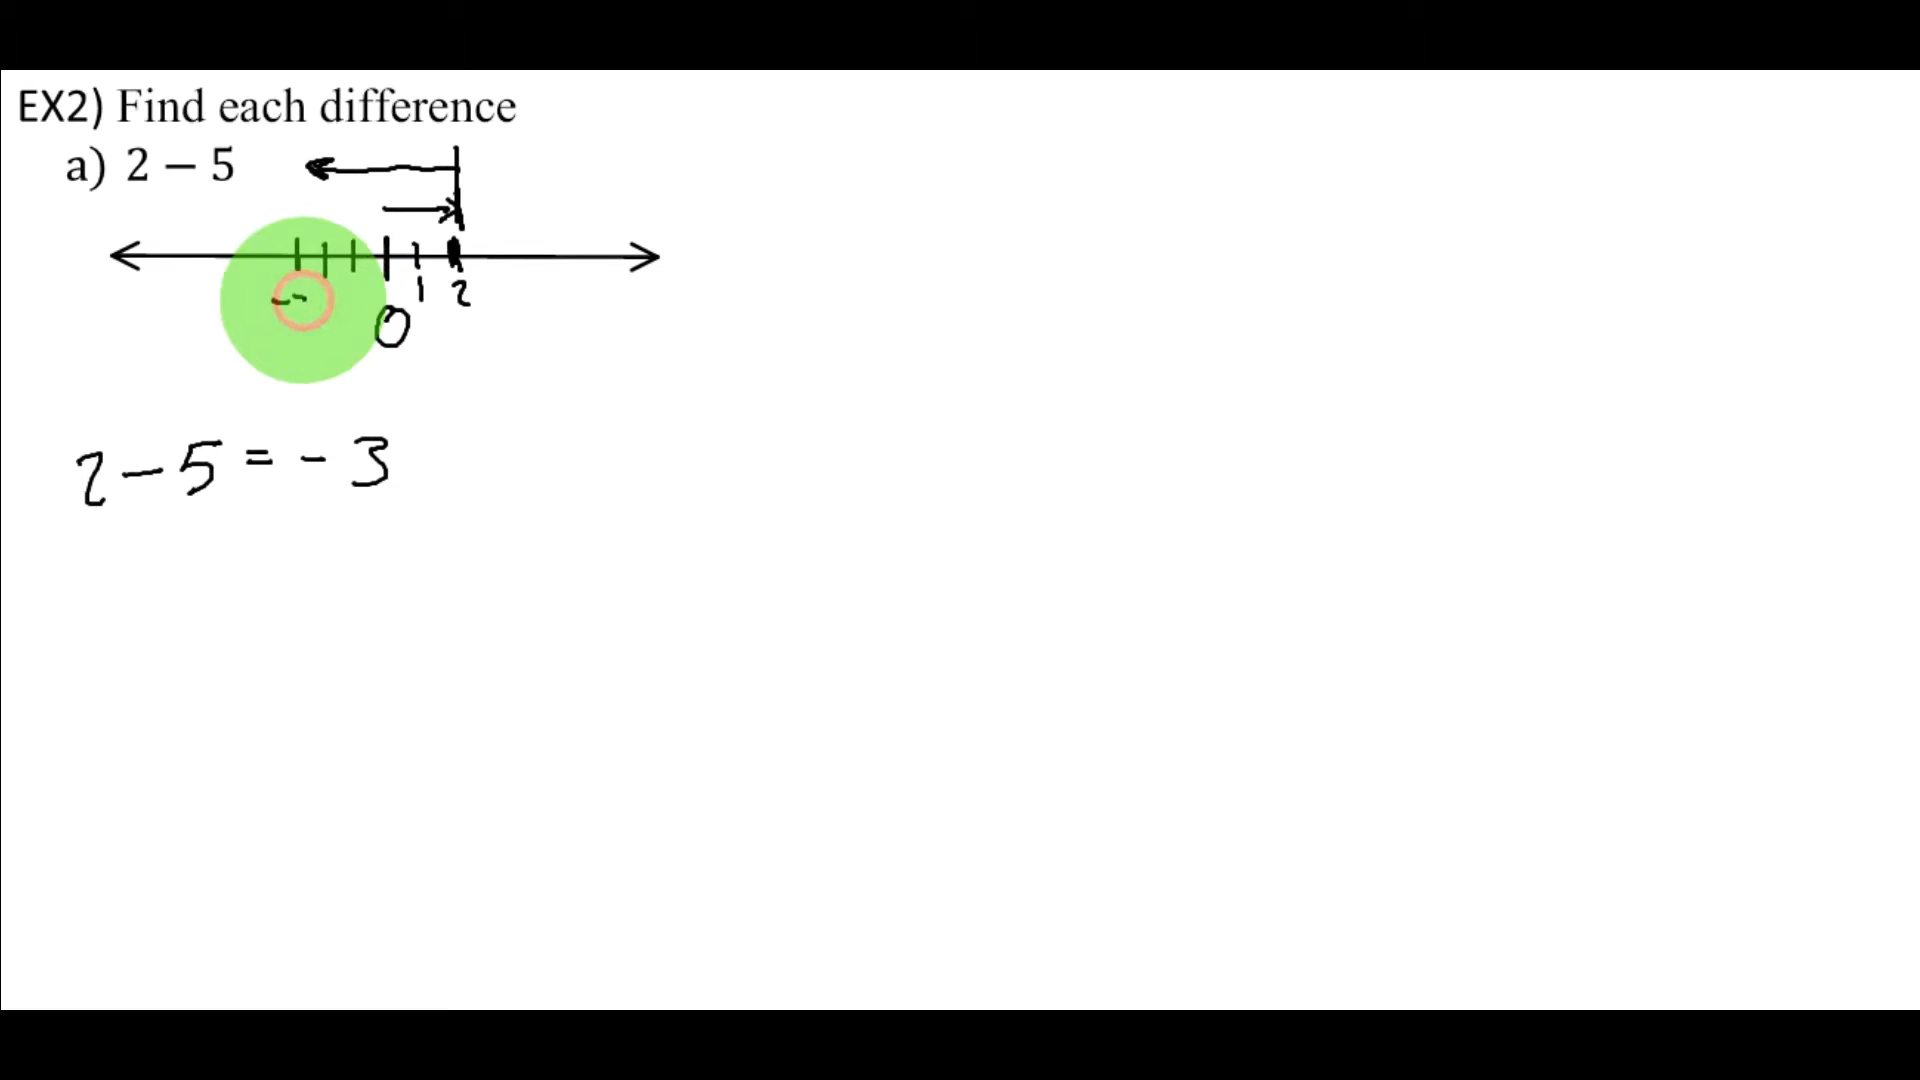 EX2) Find each difference
a) 2 – 5
1 2
0
2 – 5 = - 3